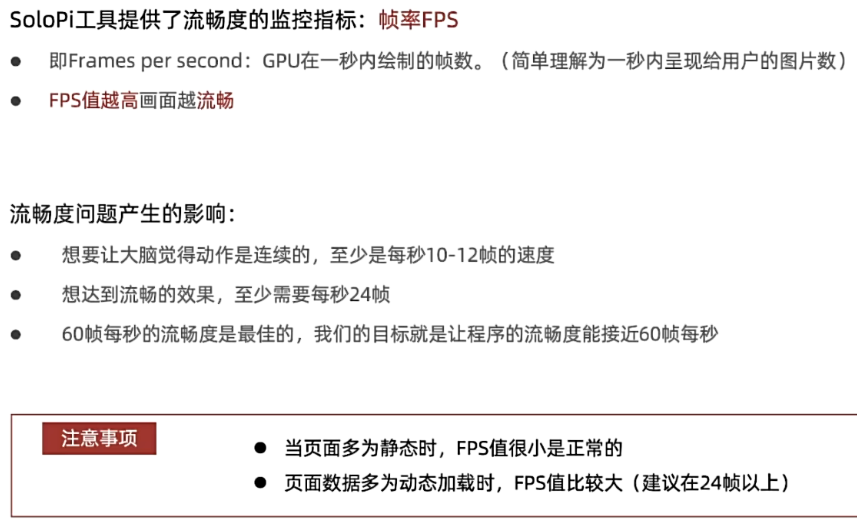 SoloPi工具提供了流畅度的监控指标：帧率FPS
● 即Frames per second：GPU在一秒内绘制的帧数。（简单理解为一秒内呈现给用户的图片数）
● FPS值越高画面越流畅
流畅度问题产生的影响：
● 想要让大脑觉得动作是连续的，至少是每秒10-12帧的速度
● 想达到流畅的效果，至少需要每秒24帧
● 60帧每秒的流畅度是最佳的，我们的目标就是让程序的流畅度能接近60帧每秒
注意事项
● 当页面多为静态时，FPS值很小是正常的
● 页面数据多为动态加载时，FPS值比较大（建议在24帧以上）